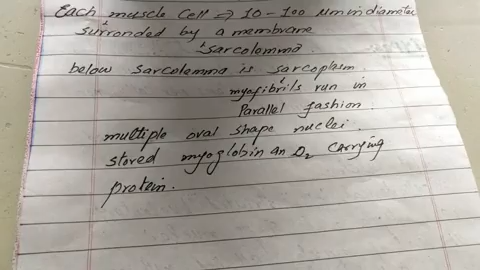 Each muscle Cell ⇒ 10 - 100 μm in diameter
surronded by a membrane
↳ sarcolemma.
below sarcolemma is sarcoplasm.
myofibrils run in
Parallel fashion.
multiple oval shape nuclei.
stored myoglobin an O₂ carrying
protein.